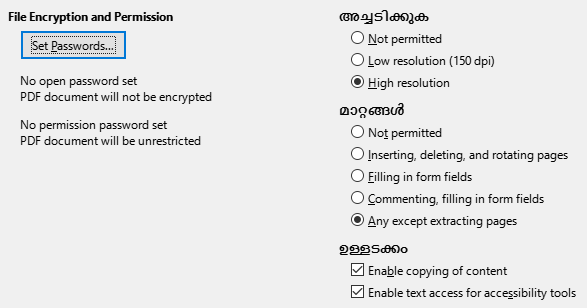 File Encryption and Permission
Set Passwords...
No open password set
PDF document will not be encrypted
No permission password set
PDF document will be unrestricted
അച്ചടിക്കുക
Not permitted
Low resolution (150 dpi)
High resolution
മാറ്റങ്ങള്‍
Not permitted
Inserting, deleting, and rotating pages
Filling in form fields
Commenting, filling in form fields
Any except extracting pages
ഉള്ളടക്കം
Enable copying of content
Enable text access for accessibility tools